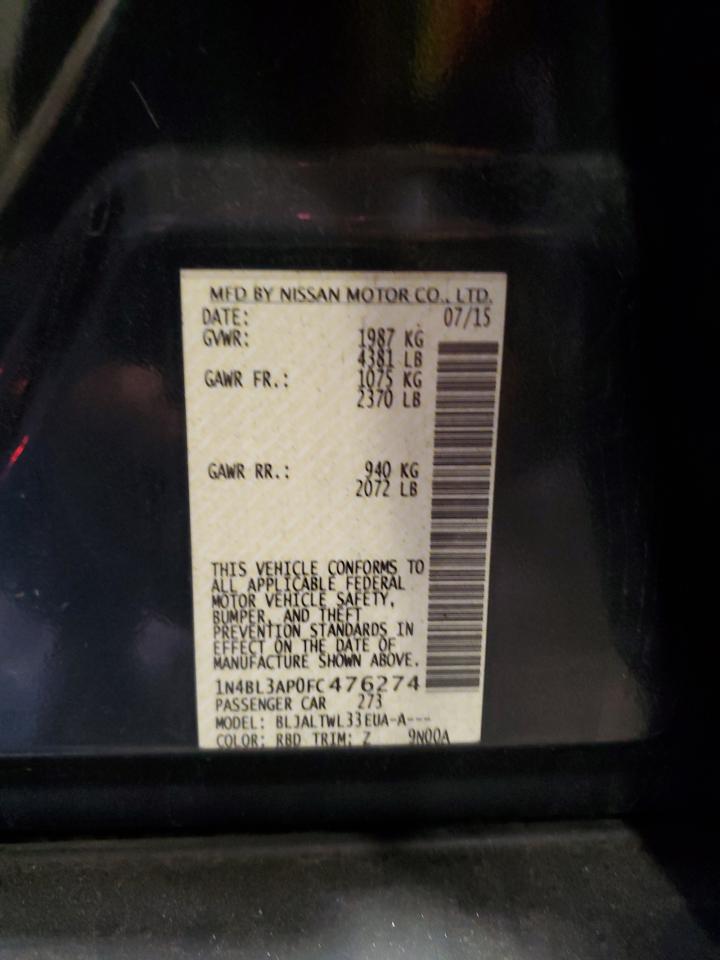 MFD BY NISSAN MOTOR CO., LTD.
DATE: 07/15
GVWR: 1987 KG
4381 LB
GAWR FR.: 1075 KG
2370 LB
GAWR RR.: 940 KG
2072 LB
THIS VEHICLE CONFORMS TO
ALL APPLICABLE FEDERAL
MOTOR VEHICLE SAFETY,
BUMPER, AND THEFT
PREVENTION STANDARDS IN
EFFECT ON THE DATE OF
MANUFACTURE SHOWN ABOVE.
1N4BL3AP0FC476274
PASSENGER CAR 273
MODEL: BLJALTWL33EUA-A---
COLOR: RBD TRIM: Z 9N00A